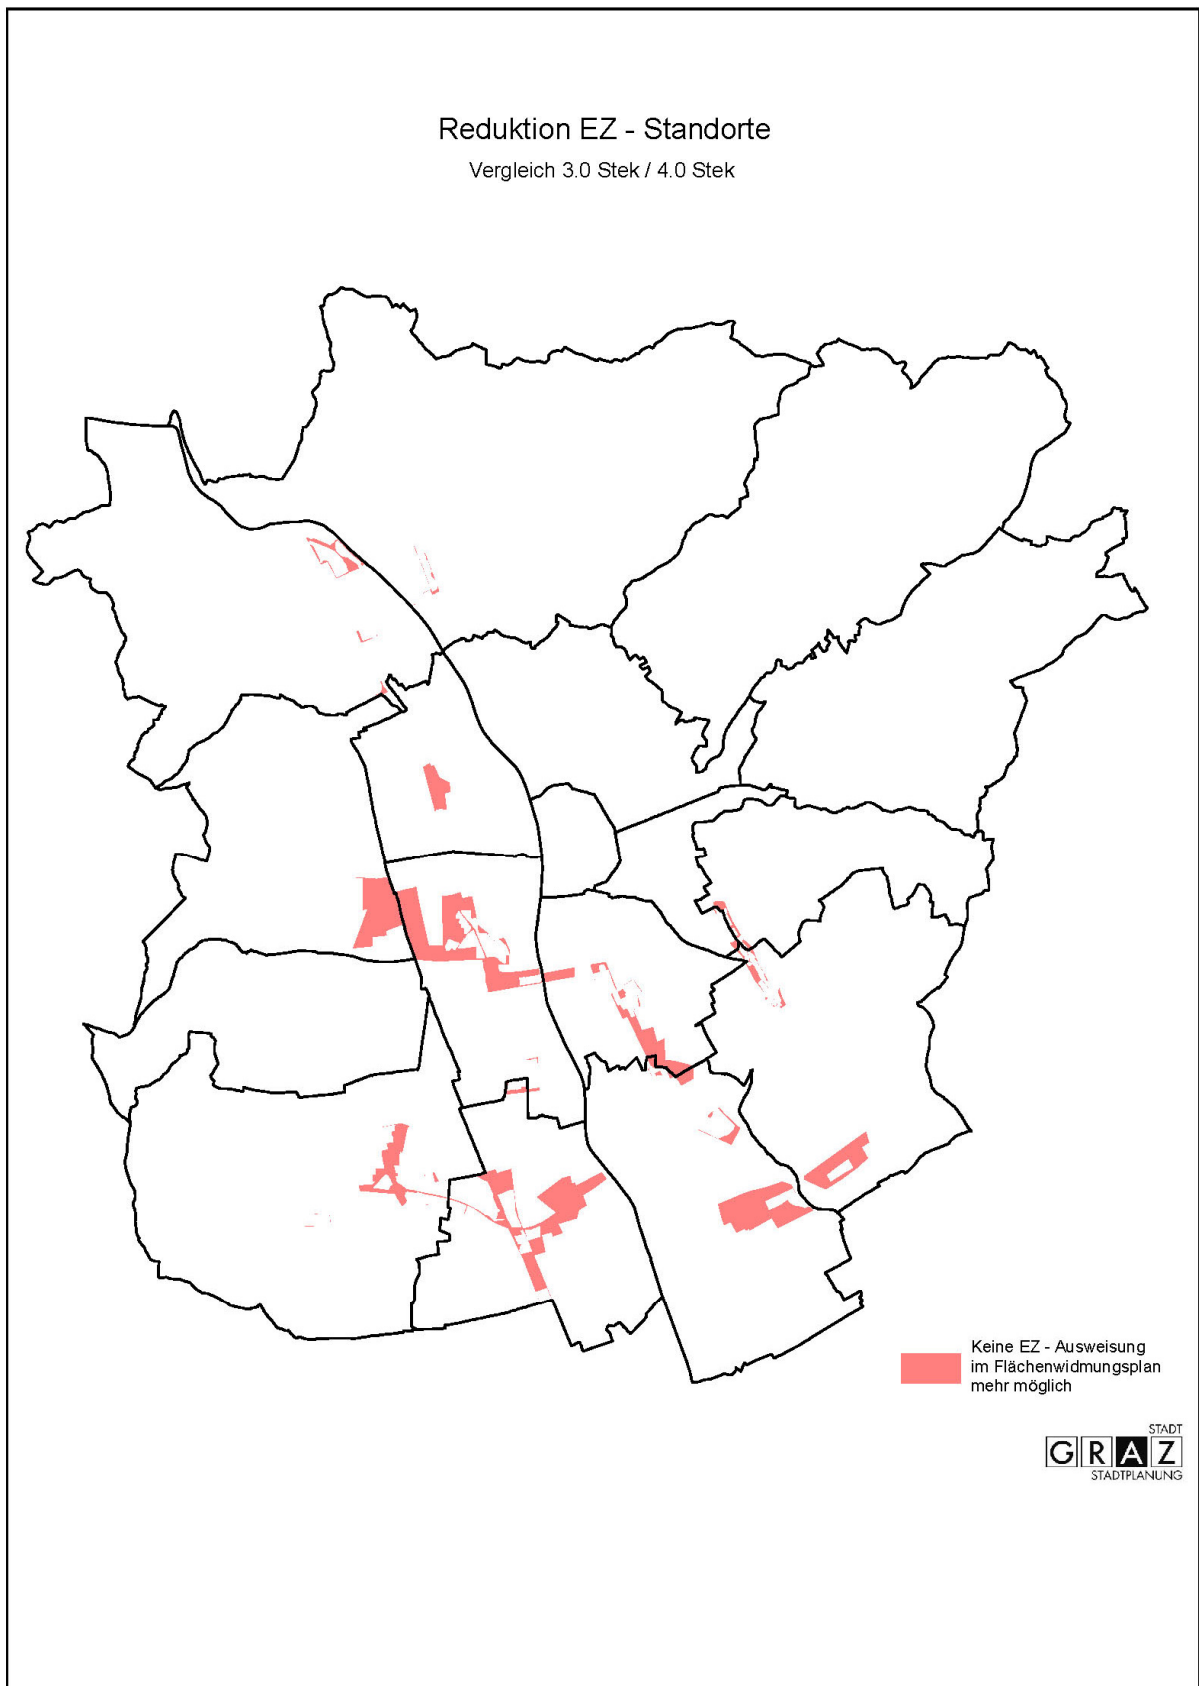 Reduktion EZ - Standorte
Vergleich 3.0 Stek / 4.0 Stek
Keine EZ - Ausweisung
im Flächenwidmungsplan
mehr möglich
STADT
GRAZ
STADTPLANUNG